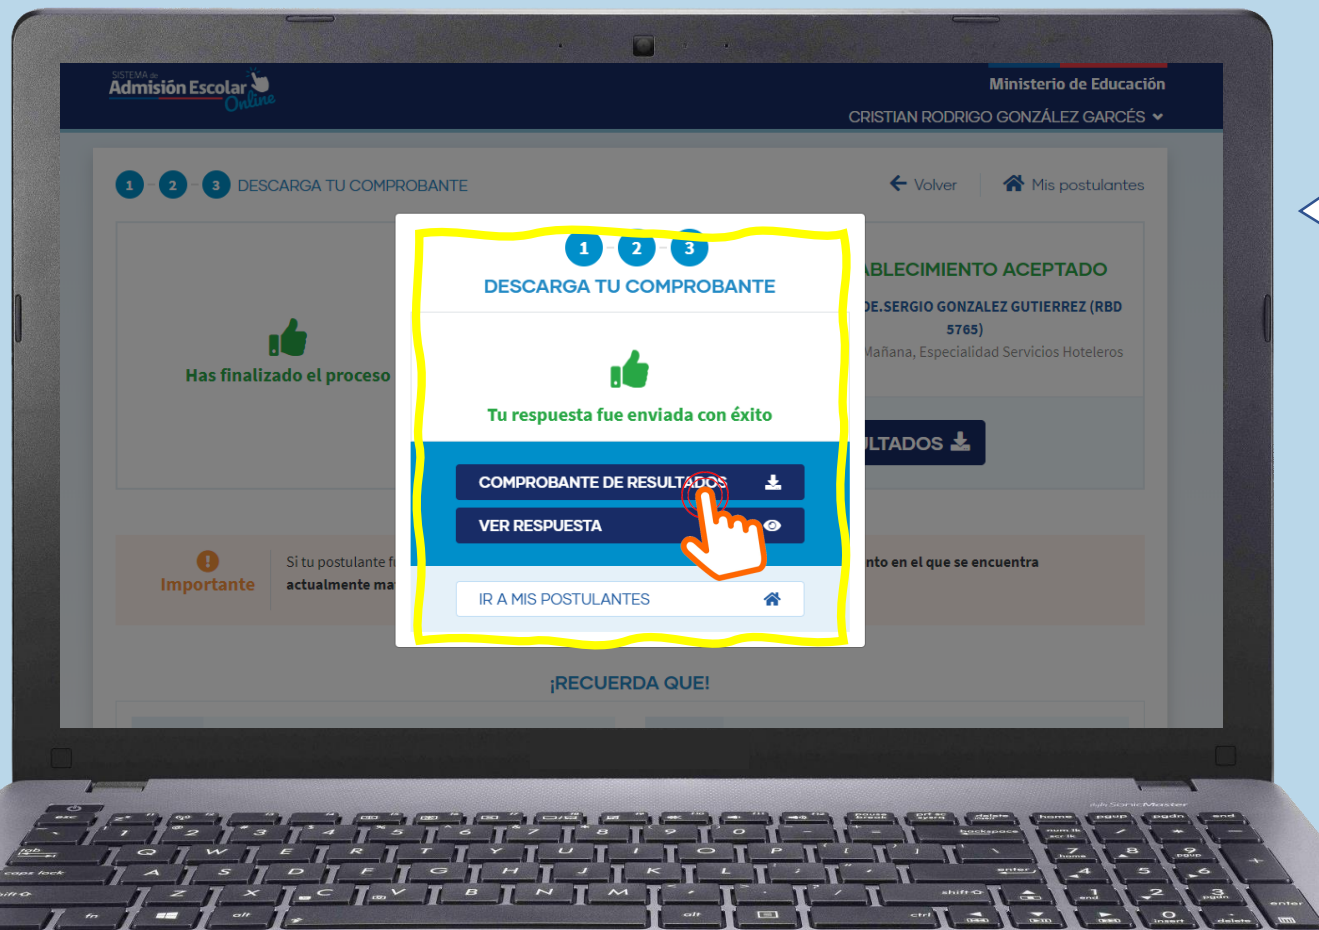 SISTEMA de
Admisión Escolar
Online
Ministerio de Educación
CRISTIAN RODRIGO GONZÁLEZ GARCÉS
1 - 2 - 3 DESCARGA TU COMPROBANTE
Volver
Mis postulantes
Has finalizado el proceso
1 - 2 - 3
DESCARGA TU COMPROBANTE
Tu respuesta fue enviada con éxito
COMPROBANTE DE RESULTADOS
VER RESPUESTA
IR A MIS POSTULANTES
ABLECIMIENTO ACEPTADO
DE.SERGIO GONZALEZ GUTIERREZ (RBD
5765)
Mañana, Especialidad Servicios Hoteleros
ULTADOS
Importante
Si tu postulante
nto en el que se encuentra
actualmente
¡RECUERDA QUE!